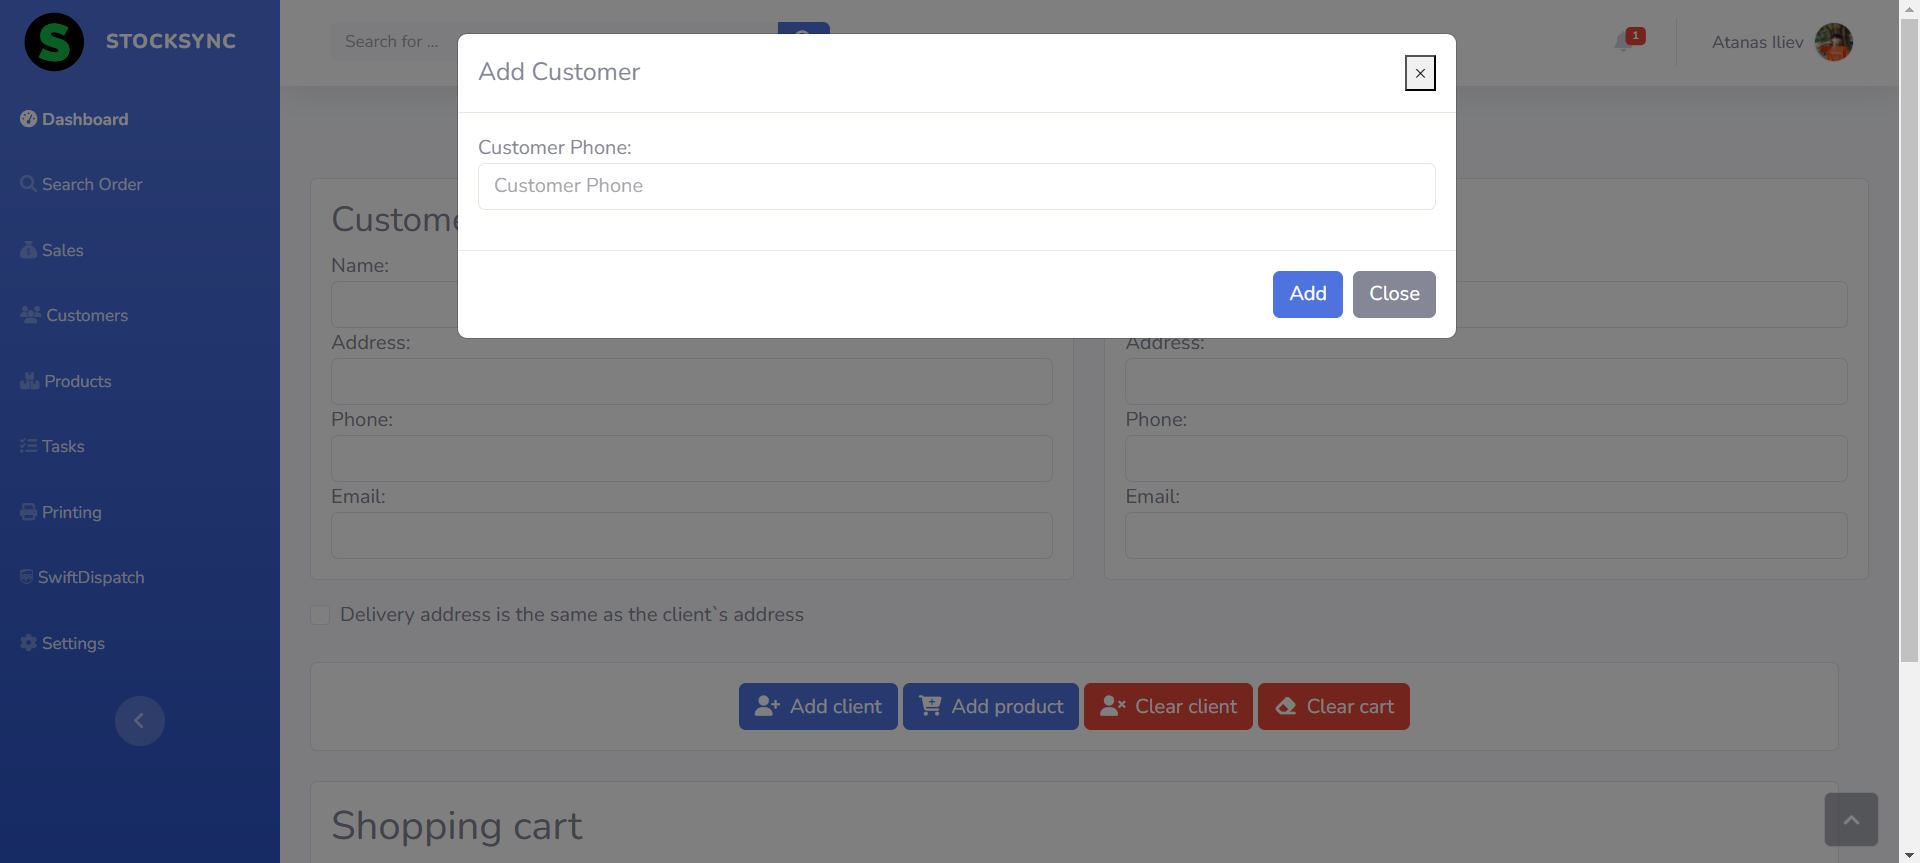 S
STOCKSYNC
Search for ...
1
Atanas Iliev
Dashboard
Search Order
Sales
Customers
Products
Tasks
Printing
SwiftDispatch
Settings
Add Customer
×
Customer Phone:
Customer Phone
Add Close
Custome
Name:
Address:
Phone:
Email:
Address:
Phone:
Email:
Delivery address is the same as the client`s address
Add client Add product Clear client Clear cart
Shopping cart